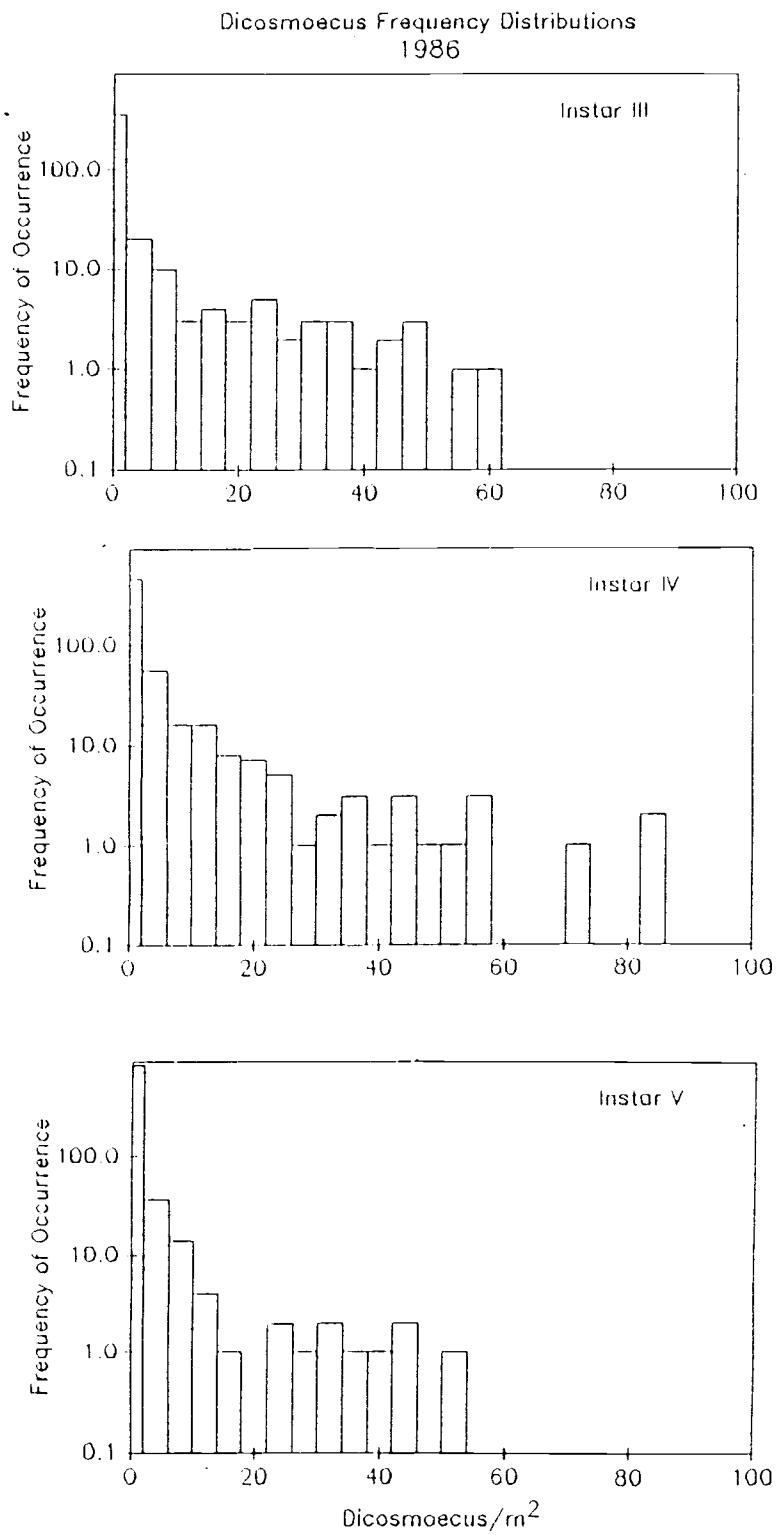 Dicosmoecus Frequency Distributions
1986
Instar III
Frequency of Occurrence
100.0
10.0
1.0
0.1
0 20 40 60 80 100
Instar IV
Frequency of Occurrence
100.0
10.0
1.0
0.1
0 20 40 60 80 100
Instar V
Frequency of Occurrence
100.0
10.0
1.0
0.1
0 20 40 60 80 100
Dicosmoecus/m²